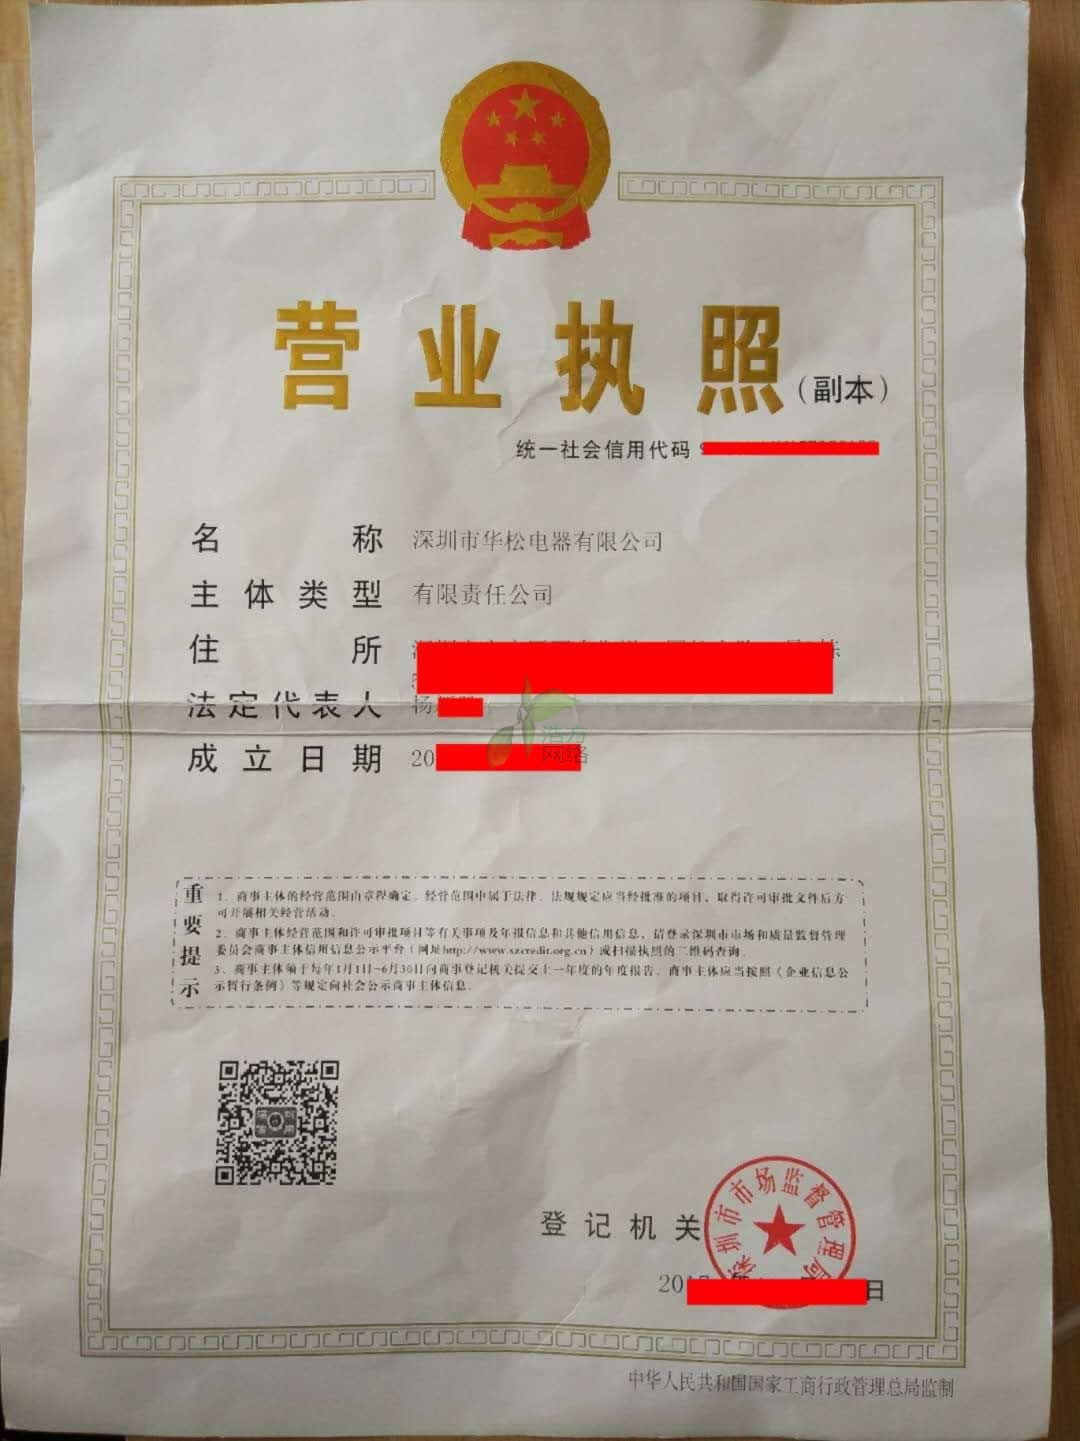 营业执照（副本）
统一社会信用代码 9
名称 深圳市华松电器有限公司
主体类型 有限责任公司
住所
法定代表人 杨
成立日期 20
浩方
网络
重要提示
1. 商事主体的经营范围由章程确定。经营范围中属于法律、法规规定应当经批准的项目，取得许可审批文件后方
可开展相关经营活动。
2. 商事主体经营范围和许可审批项目等有关事项及年报信息和其他信用信息，请登录深圳市市场和质量监督管理
委员会商事主体信用信息公示平台（网址http://www.szcredit.org.cn）或扫描执照的二维码查询。
3. 商事主体须于每年1月1日-6月30日向商事登记机关提交上一年度的年度报告。商事主体应当按照《企业信息公
示暂行条例》等规定向社会公示商事主体信息。
登记机关
深圳市市场监督管理局
201 年 日
中华人民共和国国家工商行政管理总局监制